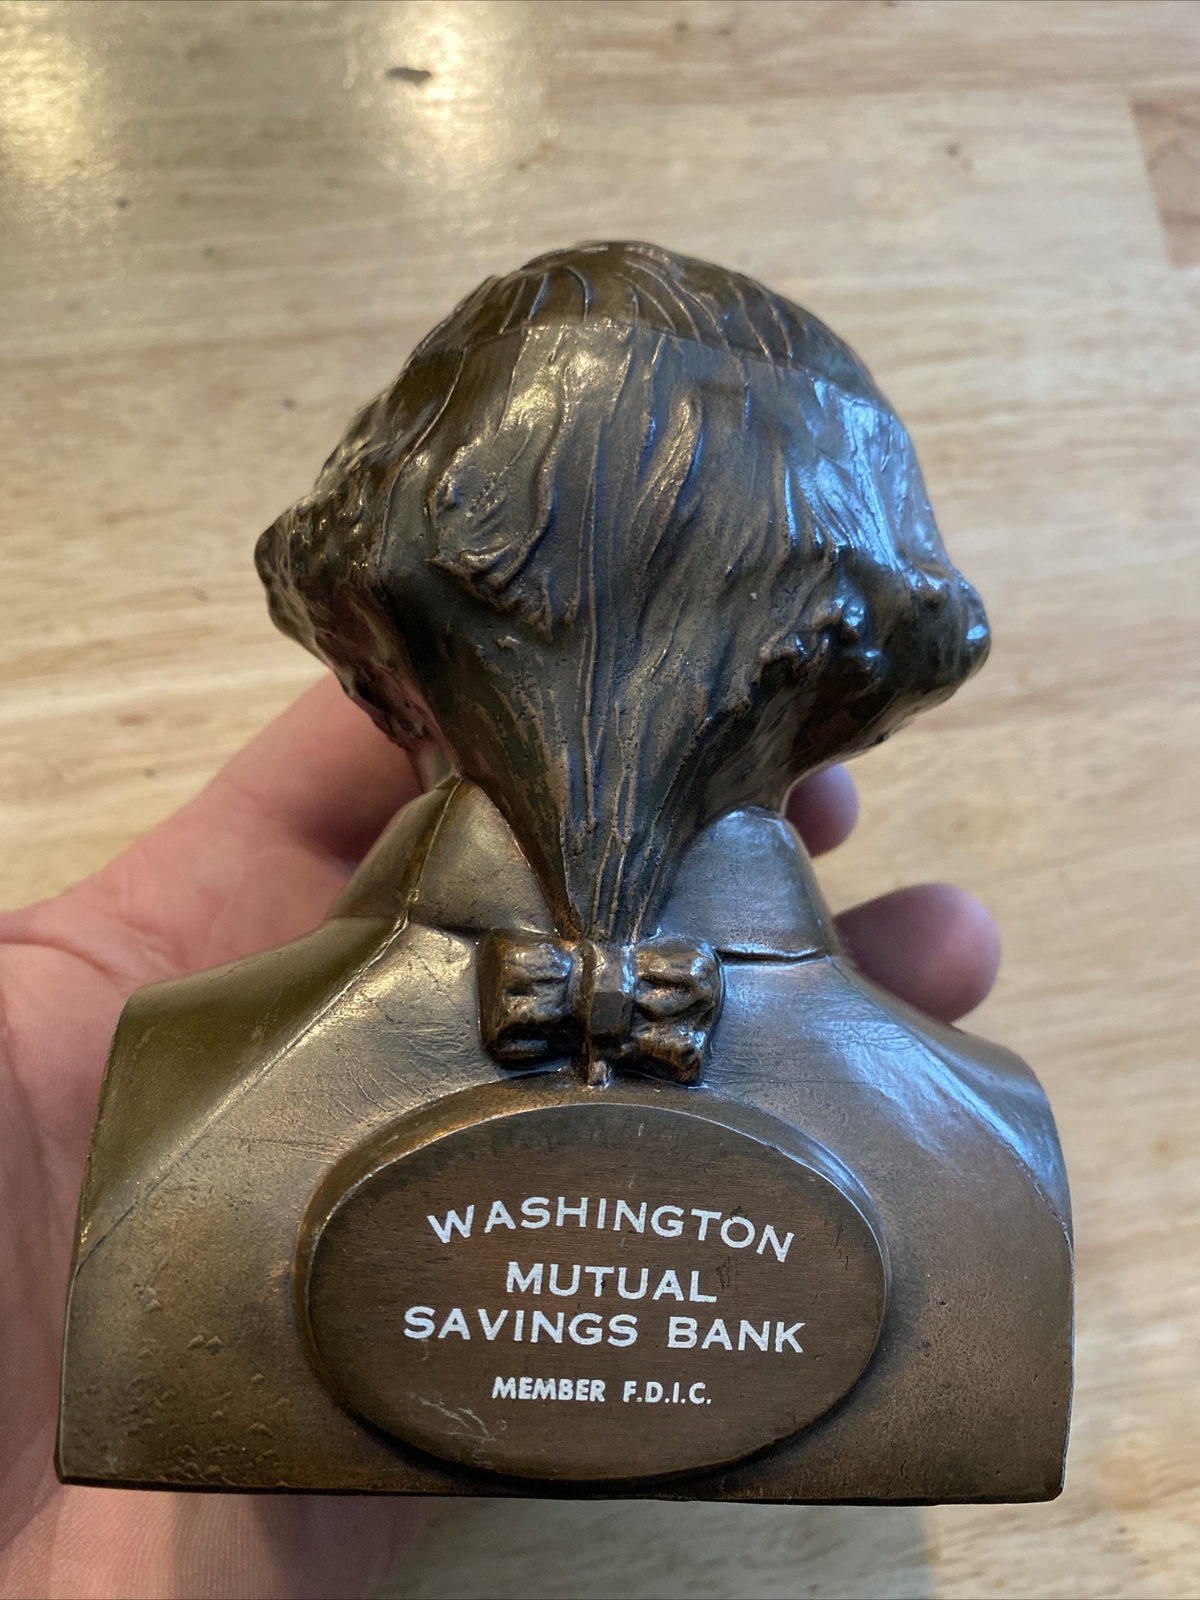 WASHINGTON
MUTUAL
SAVINGS BANK
MEMBER F.D.I.C.